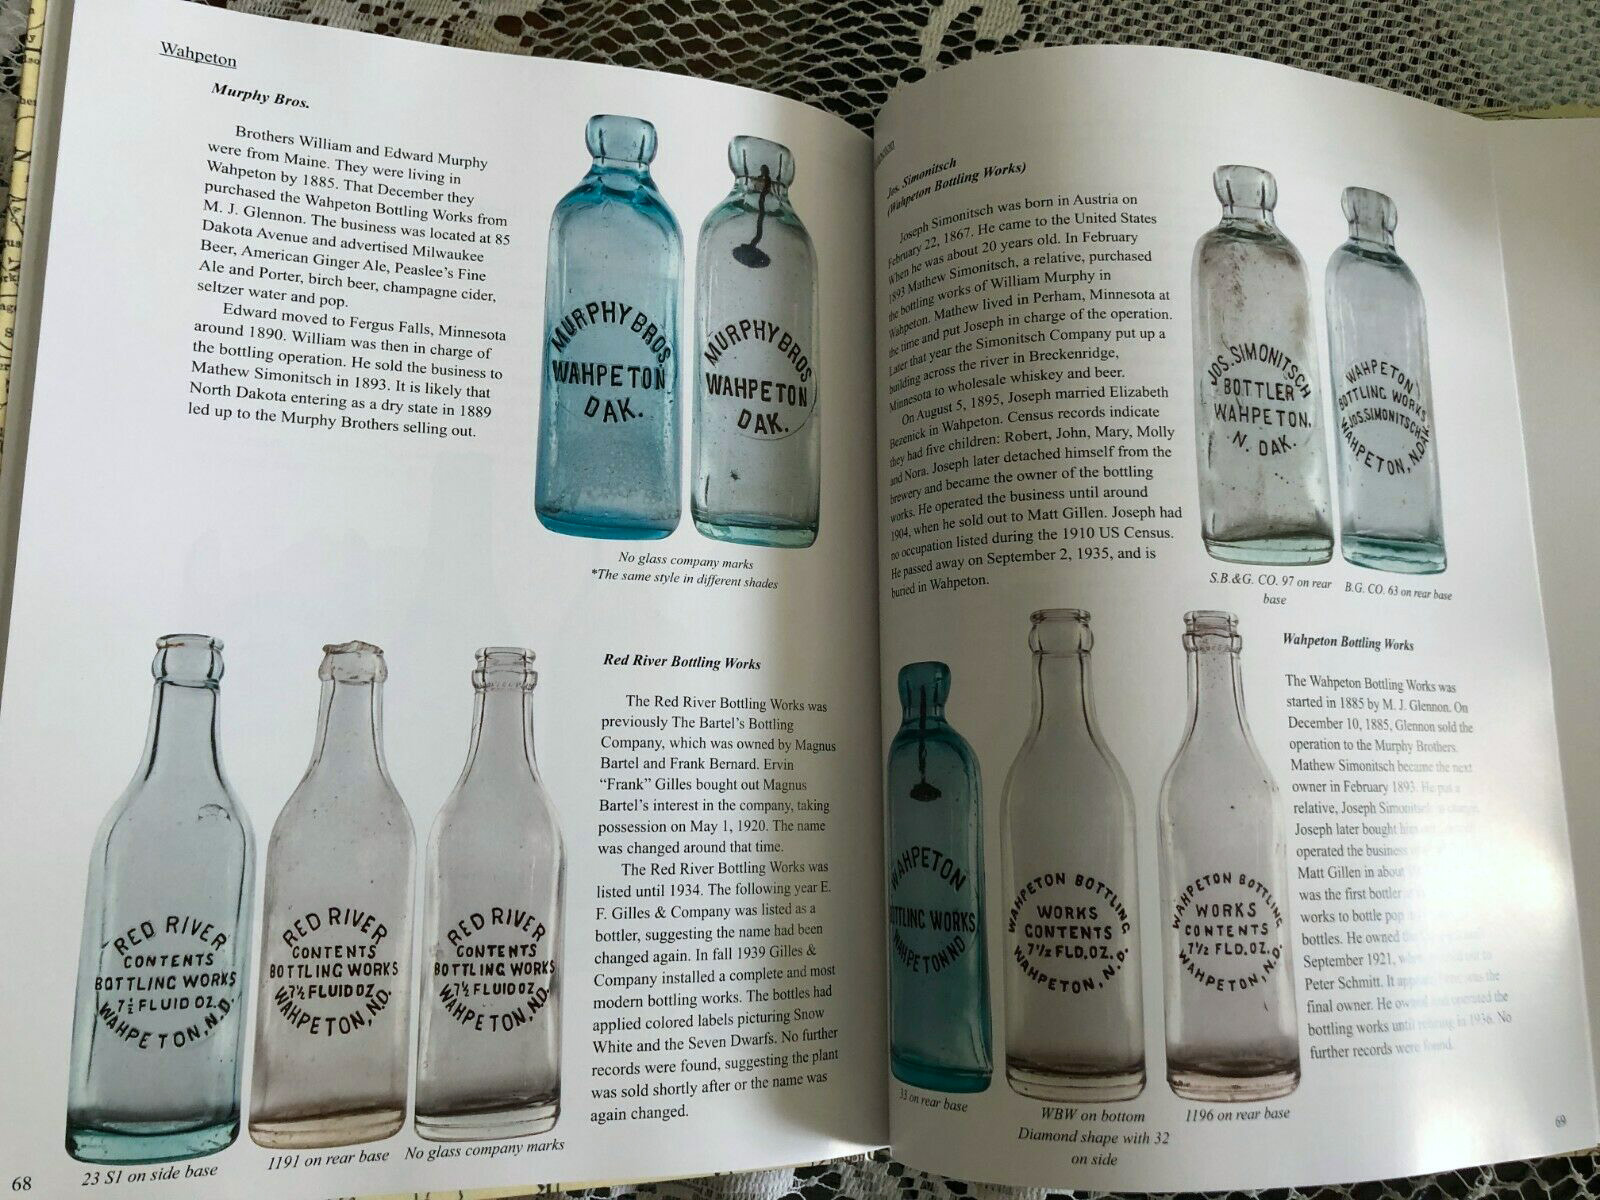 Wahpeton
Murphy Bros.
Brothers William and Edward Murphy
were from Maine. They were living in
Wahpeton by 1885. That December they
purchased the Wahpeton Bottling Works from
M. J. Glennon. The business was located at 85
Dakota Avenue and advertised Milwaukee
Beer, American Ginger Ale, Peaslee's Fine
Ale and Porter, birch beer, champagne cider,
seltzer water and pop.
Edward moved to Fergus Falls, Minnesota
around 1890. William was then in charge of
the bottling operation. He sold the business to
Mathew Simonitsch in 1893. It is likely that
North Dakota entering as a dry state in 1889
led up to the Murphy Brothers selling out.
MURPHY BROS
WAHPETON
DAK.
MURPHY BROS
WAHPETON
DAK.
No glass company marks
*The same style in different shades
RED RIVER
CONTENTS
BOTTLING WORKS
7½ FLUID OZ.
WAHPETON, N.D.
RED RIVER
CONTENTS
BOTTLING WORKS
7½ FLUID OZ
WAHPETON, N.D.
RED RIVER
CONTENTS
BOTTLING WORKS
7½ FLUID OZ
WAHPETON, N.D.
23 S1 on side base
1191 on rear base
No glass company marks
Red River Bottling Works
The Red River Bottling Works was
previously The Bartel's Bottling
Company, which was owned by Magnus
Bartel and Frank Bernard. Ervin
"Frank" Gilles bought out Magnus
Bartel's interest in the company, taking
possession on May 1, 1920. The name
was changed around that time.
The Red River Bottling Works was
listed until 1934. The following year E.
F. Gilles & Company was listed as a
bottler, suggesting the name had been
changed again. In fall 1939 Gilles &
Company installed a complete and most
modern bottling works. The bottles had
applied colored labels picturing Snow
White and the Seven Dwarfs. No further
records were found, suggesting the plant
was sold shortly after or the name was
again changed.
68
Jos. Simonitsch
(Wahpeton Bottling Works)
Joseph Simonitsch was born in Austria on
February 22, 1867. He came to the United States
when he was about 20 years old. In February
1893 Mathew Simonitsch, a relative, purchased
the bottling works of William Murphy in
Wahpeton. Mathew lived in Perham, Minnesota at
the time and put Joseph in charge of the operation.
Later that year the Simonitsch Company put up a
building across the river in Breckenridge,
Minnesota to wholesale whiskey and beer.
On August 5, 1895, Joseph married Elizabeth
Bezenick in Wahpeton. Census records indicate
they had five children: Robert, John, Mary, Molly
and Nora. Joseph later detached himself from the
brewery and became the owner of the bottling
works. He operated the business until around
1904, when he sold out to Matt Gillen. Joseph had
no occupation listed during the 1910 US Census.
He passed away on September 2, 1935, and is
buried in Wahpeton.
JOS. SIMONITSCH
BOTTLER
WAHPETON,
N. DAK.
WAHPETON
BOTTLING WORKS
JOS. SIMONITSCH
WAHPETON, N.DAK.
S.B.&G. CO. 97 on rear
base
B.G. CO. 63 on rear base
WAHPETON
BOTTLING WORKS
WAHPETON ND
WAHPETON BOTTLING
WORKS
CONTENTS
7½ FLD. OZ.
WAHPETON, N.D.
WAHPETON BOTTLING
WORKS
CONTENTS
7½ FLD. OZ.
WAHPETON, N.D.
33 on rear base
WBW on bottom
Diamond shape with 32
on side
1196 on rear base
Wahpeton Bottling Works
The Wahpeton Bottling Works was
started in 1885 by M. J. Glennon. On
December 10, 1885, Glennon sold the
operation to the Murphy Brothers.
Mathew Simonitsch became the next
owner in February 1893. He put a
relative, Joseph Simonitsch
Joseph later bought
operated the business
Matt Gillen in about
was the first bottler
works to bottle pop
bottles. He owned
September 1921, when to
Peter Schmitt. It was the
final owner. He owned and operated the
bottling works until retiring in 1936. No
further records were found.
69